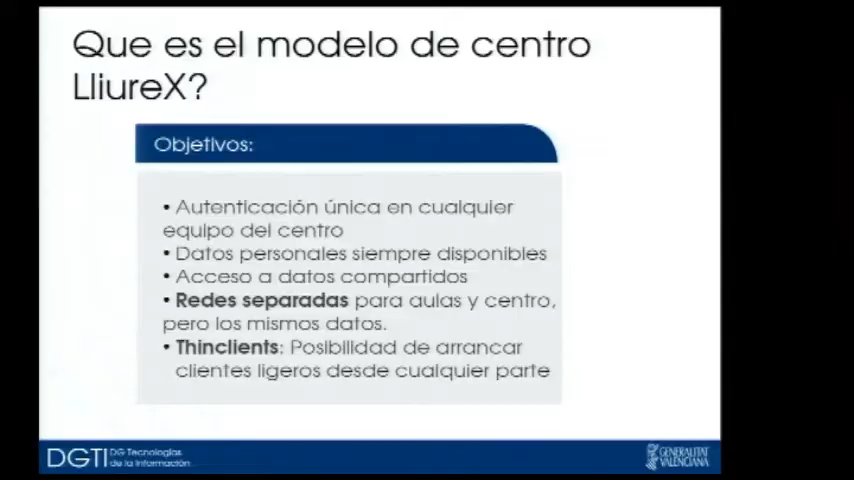 Que es el modelo de centro
LliureX?
Objetivos:
• Autenticación única en cualquier
equipo del centro
• Datos personales siempre disponibles
• Acceso a datos compartidos
• Redes separadas para aulas y centro,
pero los mismos datos.
• Thinclients: Posibilidad de arrancar
clientes ligeros desde cualquier parte
DGTI DG Tecnologías
de la Información
GENERALITAT
VALENCIANA